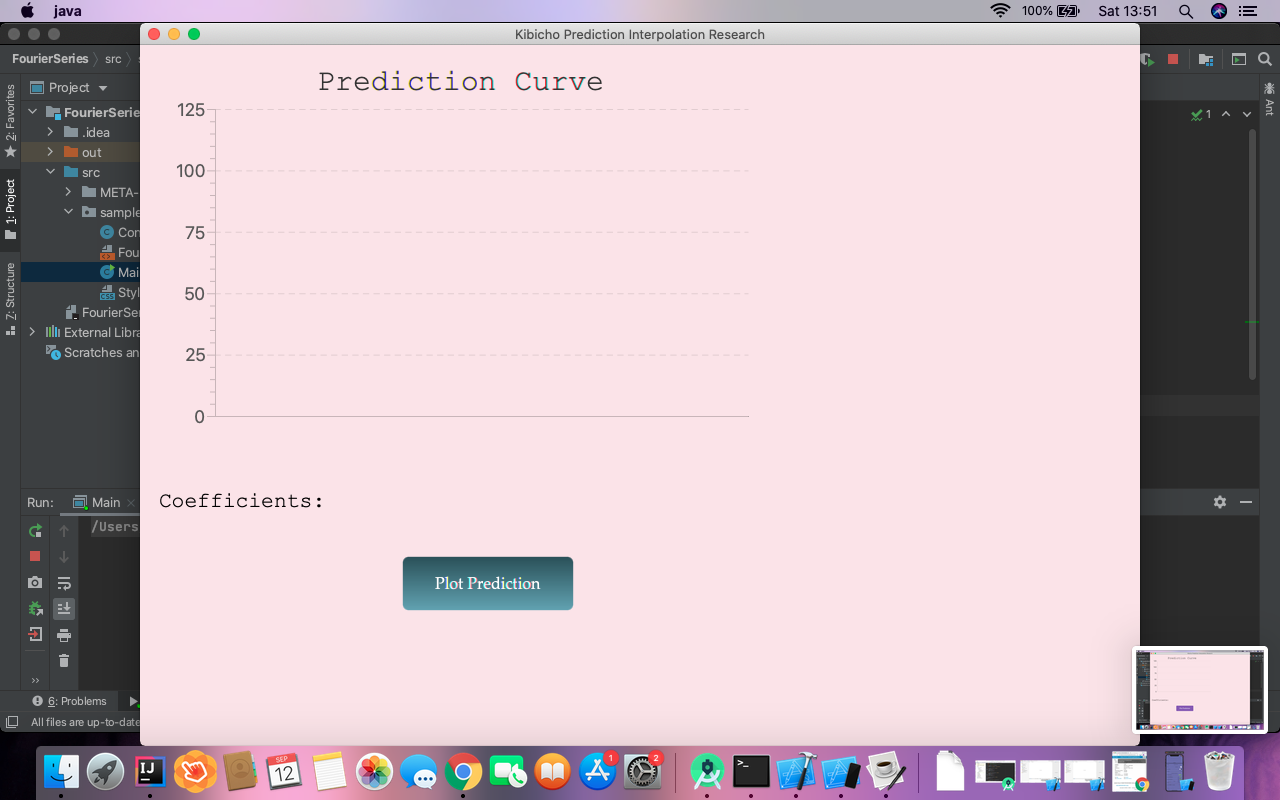 java
100%
Sat 13:51
Kibicho Prediction Interpolation Research
FourierSeries
src
Project
2: Favorites
1: Project
Z: Structure
FourierSerie
.idea
out
src
META-
sample
Con
Fou
Mai
Styl
FourierSer
External Libra
Scratches an
Prediction Curve
125
100
75
50
25
0
Coefficients:
Plot Prediction
1
Ant
Run:
Main
/Users
6: Problems
All files are up-to-date
IJ
SEP
12
1
2